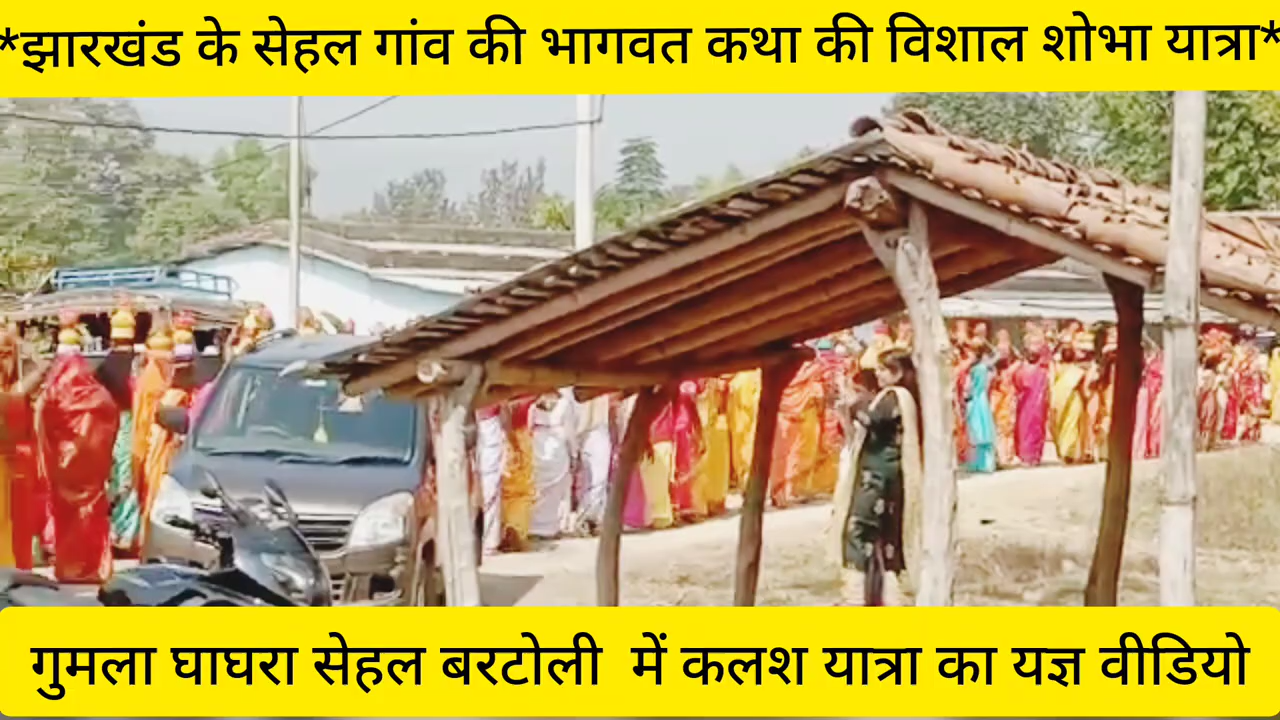 *झारखंड के सेहल गांव की भागवत कथा की विशाल शोभा यात्रा*
गुमला घाघरा सेहल बरटोली में कलश यात्रा का यज्ञ वीडियो